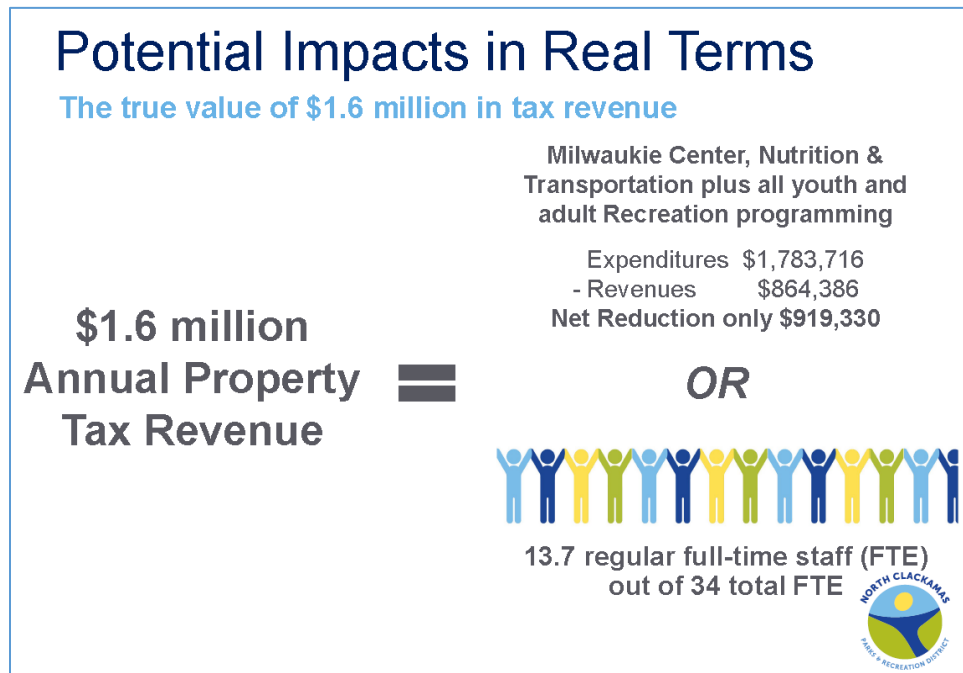 Potential Impacts in Real Terms
The true value of $1.6 million in tax revenue
$1.6 million
Annual Property
Tax Revenue
=
Milwaukie Center, Nutrition &
Transportation plus all youth and
adult Recreation programming
Expenditures $1,783,716
- Revenues $864,386
Net Reduction only $919,330
OR
13.7 regular full-time staff (FTE)
out of 34 total FTE
NORTH CLACKAMAS
PARKS & RECREATION DISTRICT